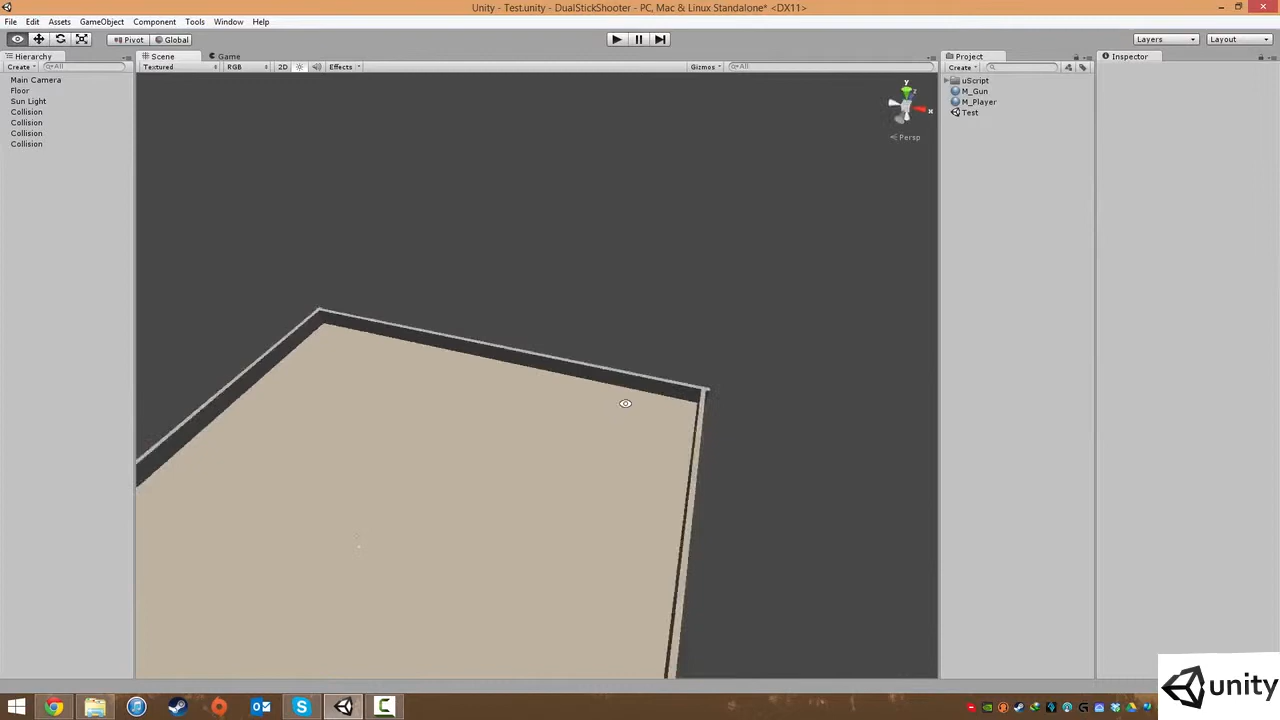 Unity - Test.unity - DualStickShooter - PC, Mac & Linux Standalone* <DX11>
File Edit Assets GameObject Component Tools Window Help
Pivot Global Layers Layout
Hierarchy Scene Game Project Inspector
Create All Textured RGB 2D Effects Gizmos All Create
Main Camera
Floor
Sun Light
Collision
Collision
Collision
Collision
uScript
M_Gun
M_Player
Test
y
z
x
Persp
unity